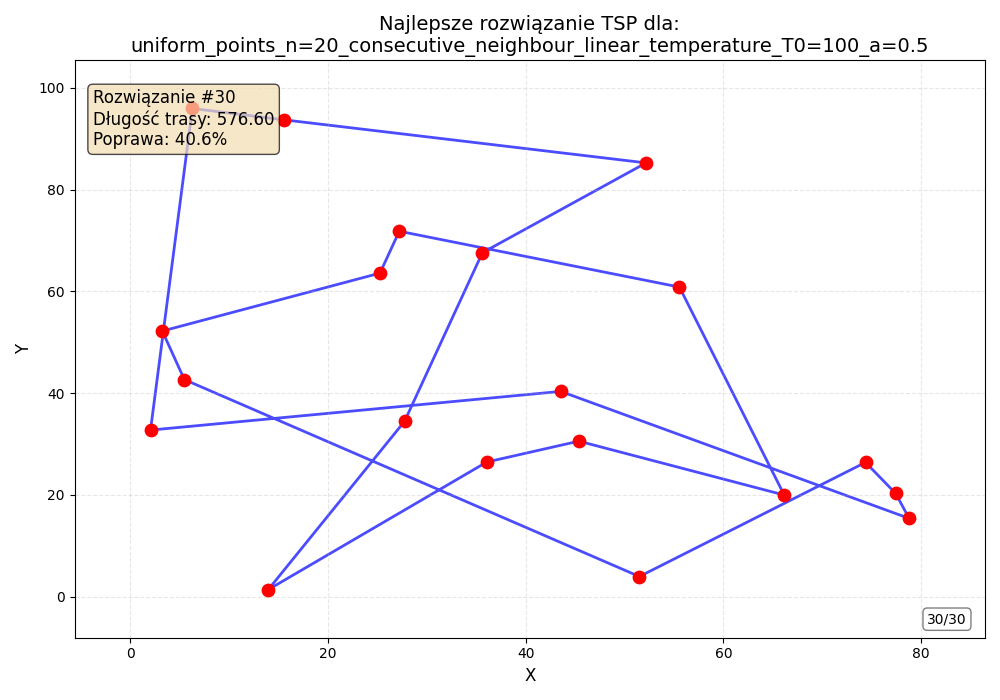 Najlepsze rozwiązanie TSP dla:
uniform_points_n=20_consecutive_neighbour_linear_temperature_T0=100_a=0.5
Rozwiązanie #30
Długość trasy: 576.60
Poprawa: 40.6%
100
80
60
40
20
0
Y
30/30
0 20 40 60 80
X